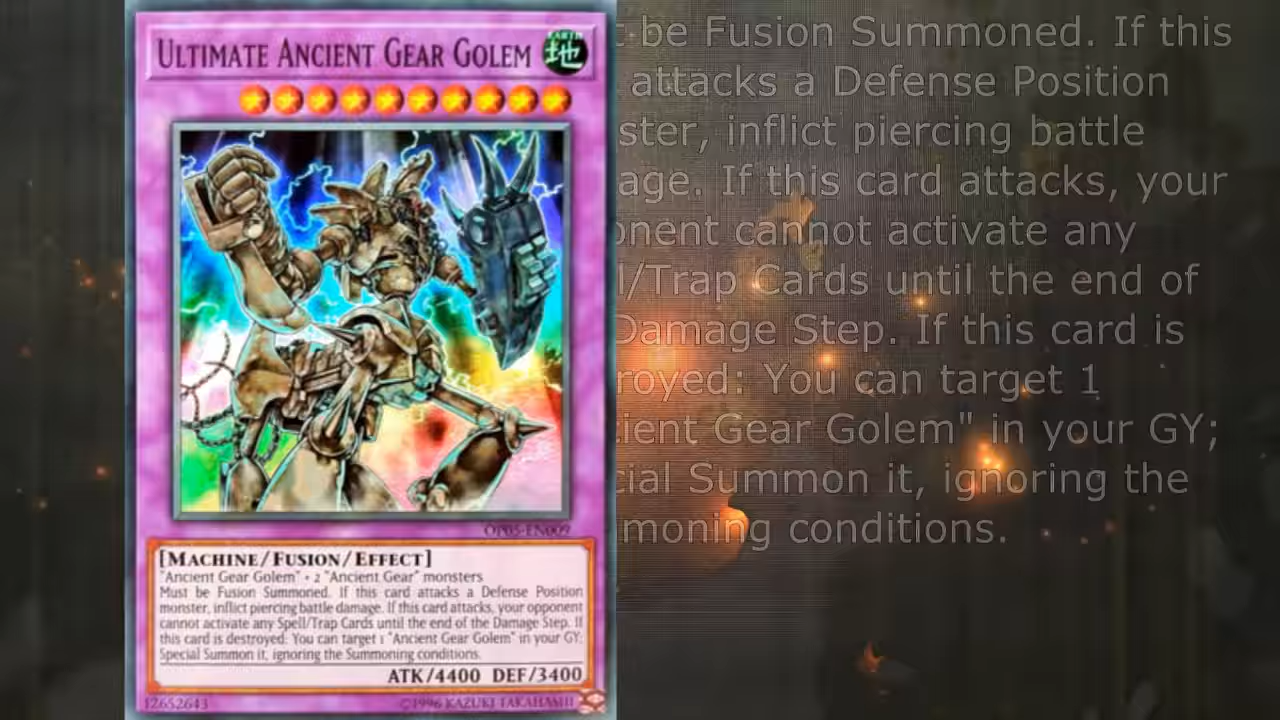 ULTIMATE ANCIENT GEAR GOLEM
EARTH
地
OP05-EN009
[MACHINE/FUSION/EFFECT]
"Ancient Gear Golem" + 2 "Ancient Gear" monsters
Must be Fusion Summoned. If this card attacks a Defense Position
monster, inflict piercing battle damage. If this card attacks, your opponent
cannot activate any Spell/Trap Cards until the end of the Damage Step. If
this card is destroyed: You can target 1 "Ancient Gear Golem" in your GY;
Special Summon it, ignoring the Summoning conditions.
ATK/4400 DEF/3400
12652643
©1996 KAZUKI TAKAHASHI
be Fusion Summoned. If this
attacks a Defense Position
ster, inflict piercing battle
age. If this card attacks, your
onent cannot activate any
l/Trap Cards until the end of
Damage Step. If this card is
royed: You can target 1
cient Gear Golem" in your GY;
cial Summon it, ignoring the
moning conditions.